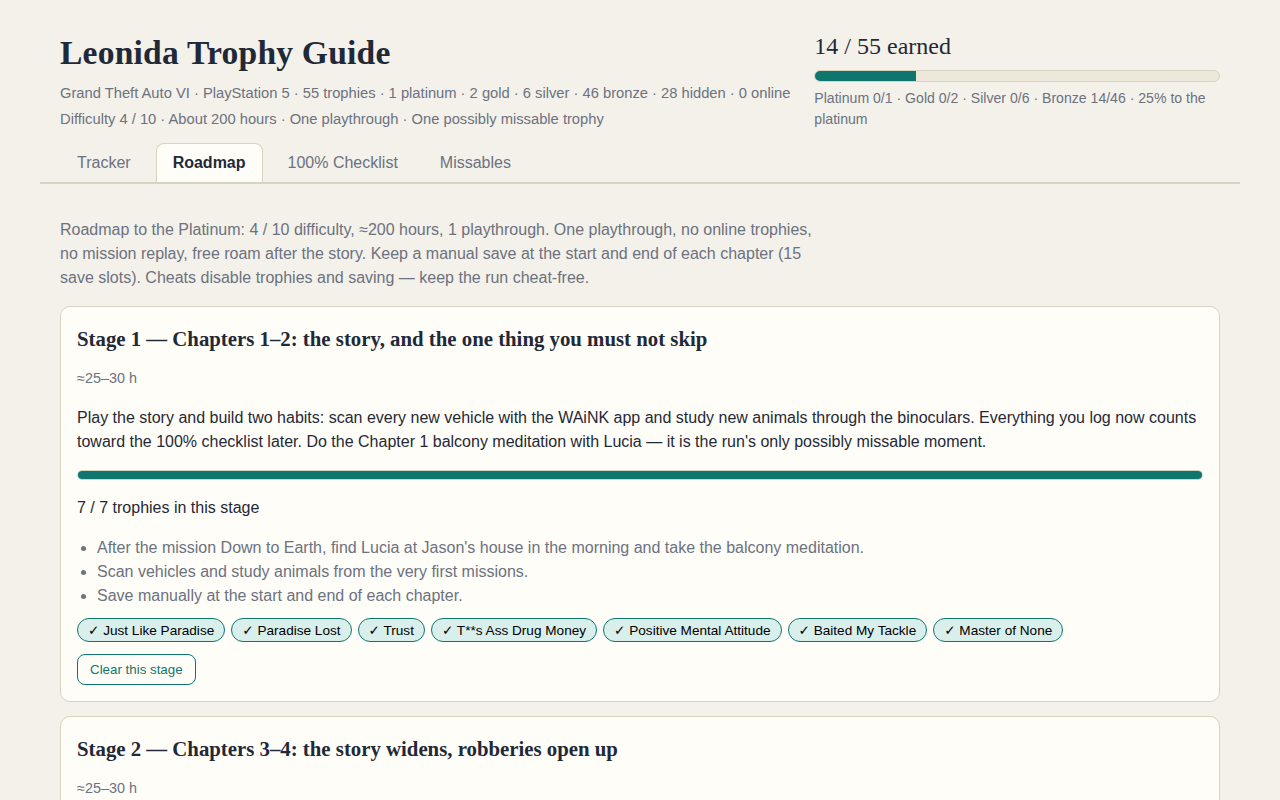 Leonida Trophy Guide
14 / 55 earned
Grand Theft Auto VI · PlayStation 5 · 55 trophies · 1 platinum · 2 gold · 6 silver · 46 bronze · 28 hidden · 0 online
Difficulty 4 / 10 · About 200 hours · One playthrough · One possibly missable trophy
Platinum 0/1 · Gold 0/2 · Silver 0/6 · Bronze 14/46 · 25% to the
platinum
Tracker
Roadmap
100% Checklist
Missables
Roadmap to the Platinum: 4 / 10 difficulty, ≈200 hours, 1 playthrough. One playthrough, no online trophies,
no mission replay, free roam after the story. Keep a manual save at the start and end of each chapter (15
save slots). Cheats disable trophies and saving — keep the run cheat-free.
Stage 1 — Chapters 1–2: the story, and the one thing you must not skip
≈25–30 h
Play the story and build two habits: scan every new vehicle with the WAiNK app and study new animals through the binoculars. Everything you log now counts
toward the 100% checklist later. Do the Chapter 1 balcony meditation with Lucia — it is the run's only possibly missable moment.
7 / 7 trophies in this stage
• After the mission Down to Earth, find Lucia at Jason's house in the morning and take the balcony meditation.
• Scan vehicles and study animals from the very first missions.
• Save manually at the start and end of each chapter.
✓ Just Like Paradise
✓ Paradise Lost
✓ Trust
✓ T**s Ass Drug Money
✓ Positive Mental Attitude
✓ Baited My Tackle
✓ Master of None
Clear this stage
Stage 2 — Chapters 3–4: the story widens, robberies open up
≈25–30 h